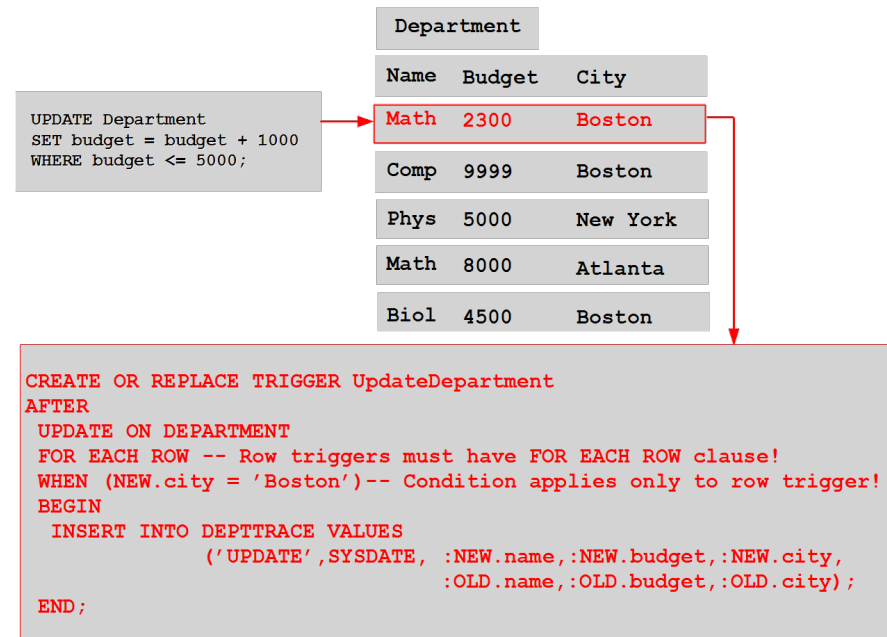 Department
Name Budget City
UPDATE Department
SET budget = budget + 1000
WHERE budget <= 5000;
Math 2300 Boston
Comp 9999 Boston
Phys 5000 New York
Math 8000 Atlanta
Biol 4500 Boston
CREATE OR REPLACE TRIGGER UpdateDepartment
AFTER
UPDATE ON DEPARTMENT
FOR EACH ROW -- Row triggers must have FOR EACH ROW clause!
WHEN (NEW.city = ’Boston’)-- Condition applies only to row trigger!
BEGIN
INSERT INTO DEPTTRACE VALUES
('UPDATE',SYSDATE, :NEW.name,:NEW.budget,:NEW.city,
:OLD.name,:OLD.budget,:OLD.city);
END;